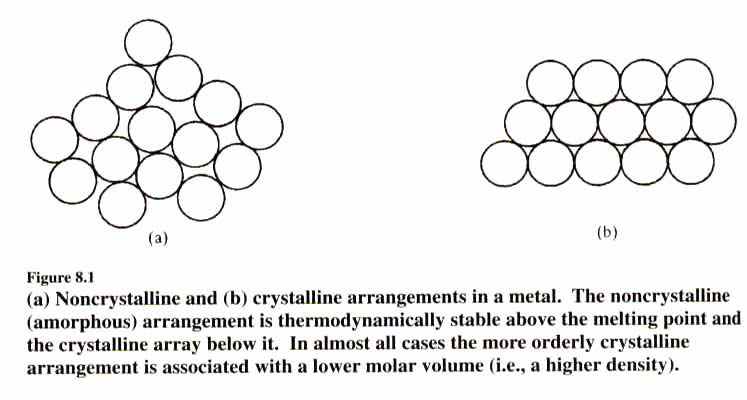 (a)
(b)
Figure 8.1
(a) Noncrystalline and (b) crystalline arrangements in a metal. The noncrystalline
(amorphous) arrangement is thermodynamically stable above the melting point and
the crystalline array below it. In almost all cases the more orderly crystalline
arrangement is associated with a lower molar volume (i.e., a higher density).